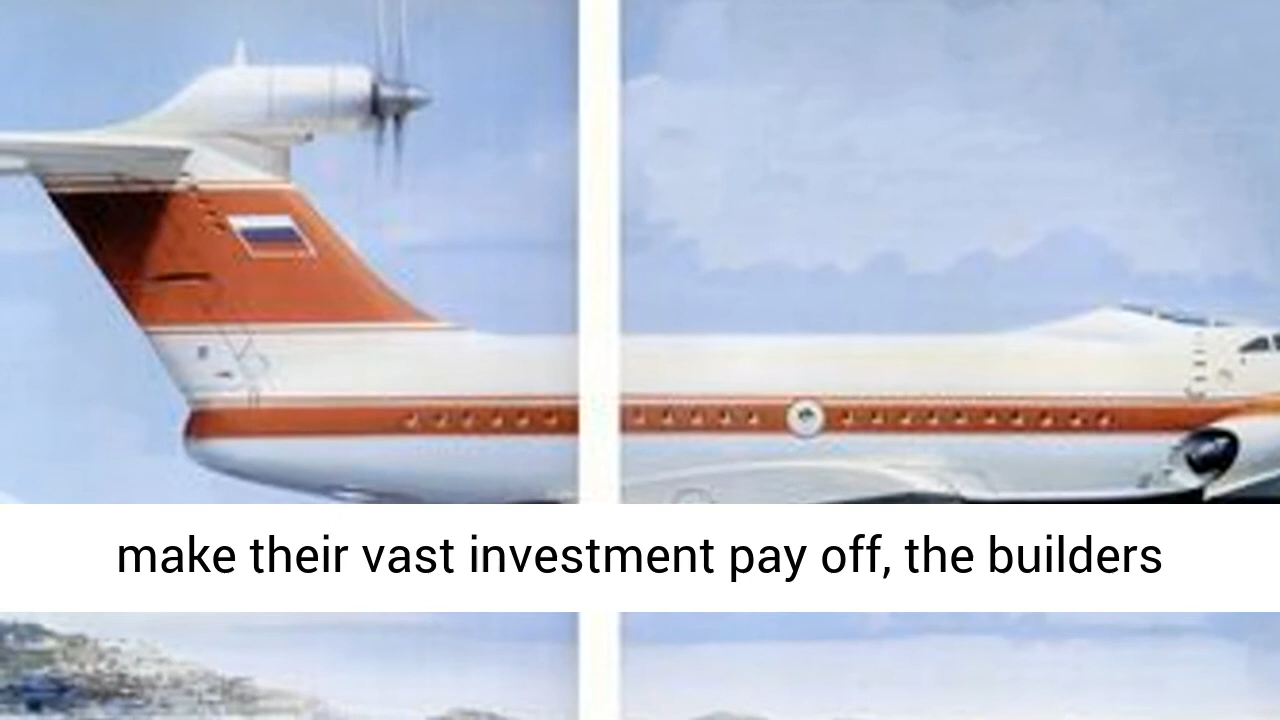 make their vast investment pay off, the builders